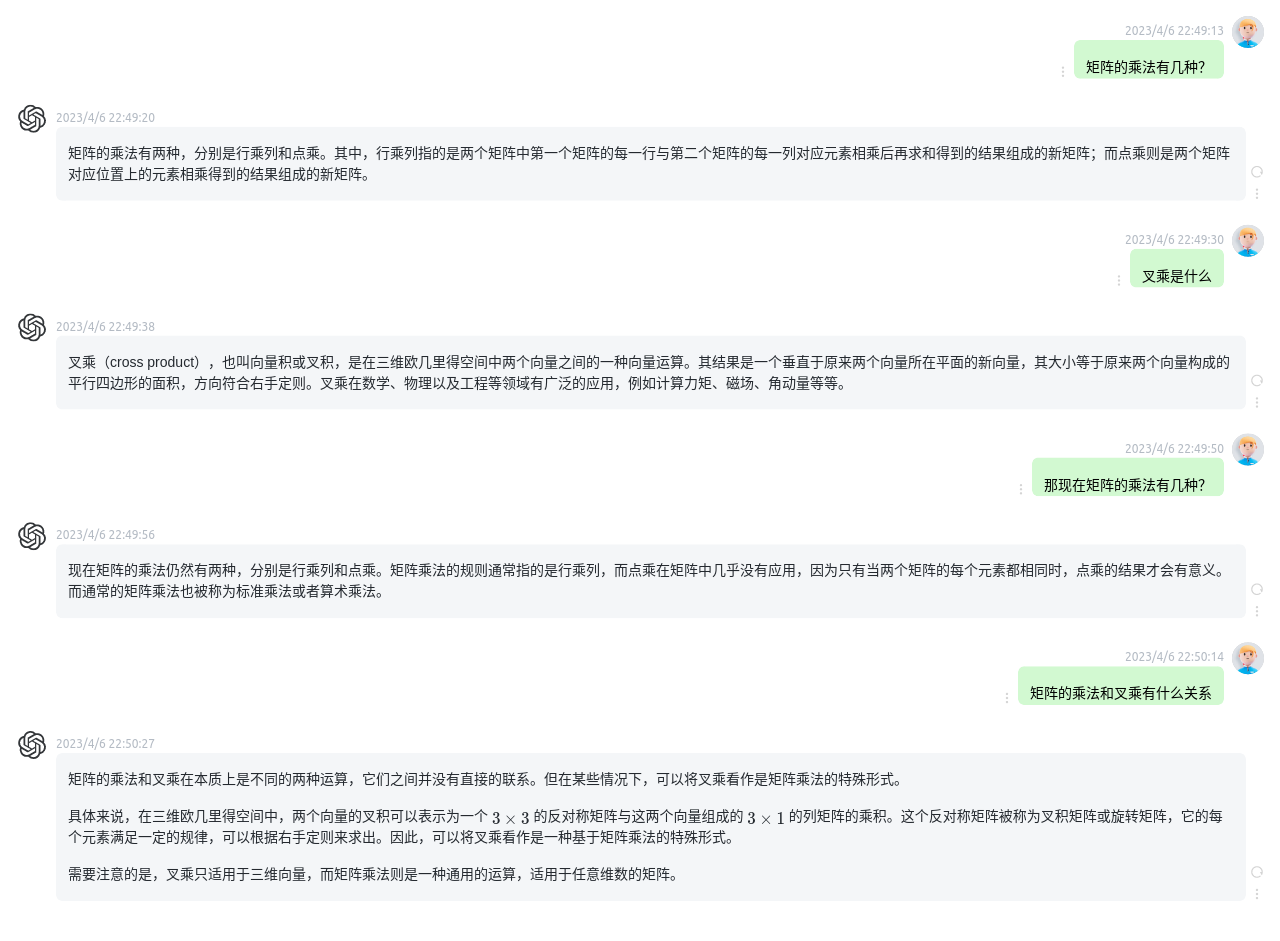 2023/4/6 22:49:13
矩阵的乘法有几种？
2023/4/6 22:49:20
矩阵的乘法有两种，分别是行乘列和点乘。其中，行乘列指的是两个矩阵中第一个矩阵的每一行与第二个矩阵的每一列对应元素相乘后再求和得到的结果组成的新矩阵；而点乘则是两个矩阵
对应位置上的元素相乘得到的结果组成的新矩阵。
2023/4/6 22:49:30
叉乘是什么
2023/4/6 22:49:38
叉乘（cross product），也叫向量积或叉积，是在三维欧几里得空间中两个向量之间的一种向量运算。其结果是一个垂直于原来两个向量所在平面的新向量，其大小等于原来两个向量构成的
平行四边形的面积，方向符合右手定则。叉乘在数学、物理以及工程等领域有广泛的应用，例如计算力矩、磁场、角动量等等。
2023/4/6 22:49:50
那现在矩阵的乘法有几种？
2023/4/6 22:49:56
现在矩阵的乘法仍然有两种，分别是行乘列和点乘。矩阵乘法的规则通常指的是行乘列，而点乘在矩阵中几乎没有应用，因为只有当两个矩阵的每个元素都相同时，点乘的结果才会有意义。
而通常的矩阵乘法也被称为标准乘法或者算术乘法。
2023/4/6 22:50:14
矩阵的乘法和叉乘有什么关系
2023/4/6 22:50:27
矩阵的乘法和叉乘在本质上是不同的两种运算，它们之间并没有直接的联系。但在某些情况下，可以将叉乘看作是矩阵乘法的特殊形式。
具体来说，在三维欧几里得空间中，两个向量的叉积可以表示为一个 3 × 3 的反对称矩阵与这两个向量组成的 3 × 1 的列矩阵的乘积。这个反对称矩阵被称为叉积矩阵或旋转矩阵，它的每
个元素满足一定的规律，可以根据右手定则来求出。因此，可以将叉乘看作是一种基于矩阵乘法的特殊形式。
需要注意的是，叉乘只适用于三维向量，而矩阵乘法则是一种通用的运算，适用于任意维数的矩阵。